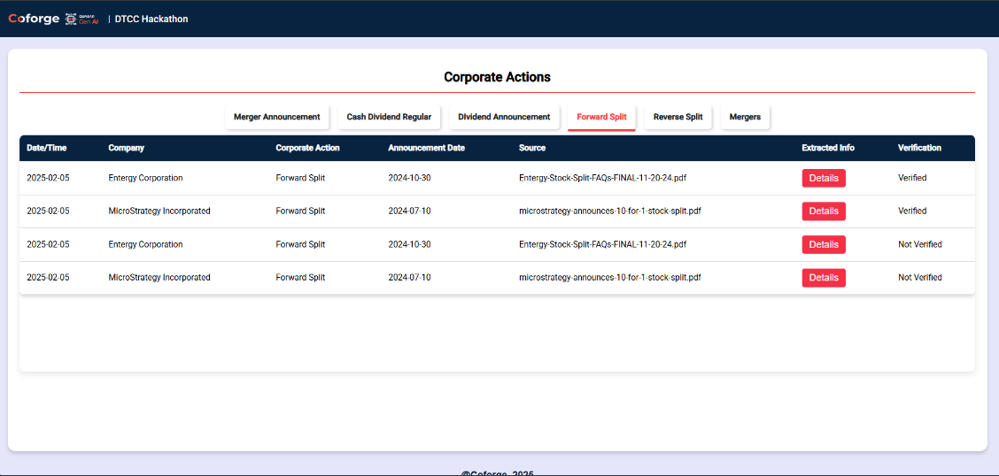 Coforge QUASAR Gen AI | DTCC Hackathon
Corporate Actions
Merger Announcement Cash Dividend Regular Dividend Announcement Forward Split Reverse Split Mergers
Date/Time Company Corporate Action Announcement Date Source Extracted Info Verification
2025-02-05 Entergy Corporation Forward Split 2024-10-30 Entergy-Stock-Split-FAQs-FINAL-11-20-24.pdf Details Verified
2025-02-05 MicroStrategy Incorporated Forward Split 2024-07-10 microstrategy-announces-10-for-1-stock-split.pdf Details Verified
2025-02-05 Entergy Corporation Forward Split 2024-10-30 Entergy-Stock-Split-FAQs-FINAL-11-20-24.pdf Details Not Verified
2025-02-05 MicroStrategy Incorporated Forward Split 2024-07-10 microstrategy-announces-10-for-1-stock-split.pdf Details Not Verified
@Coforge, 2025